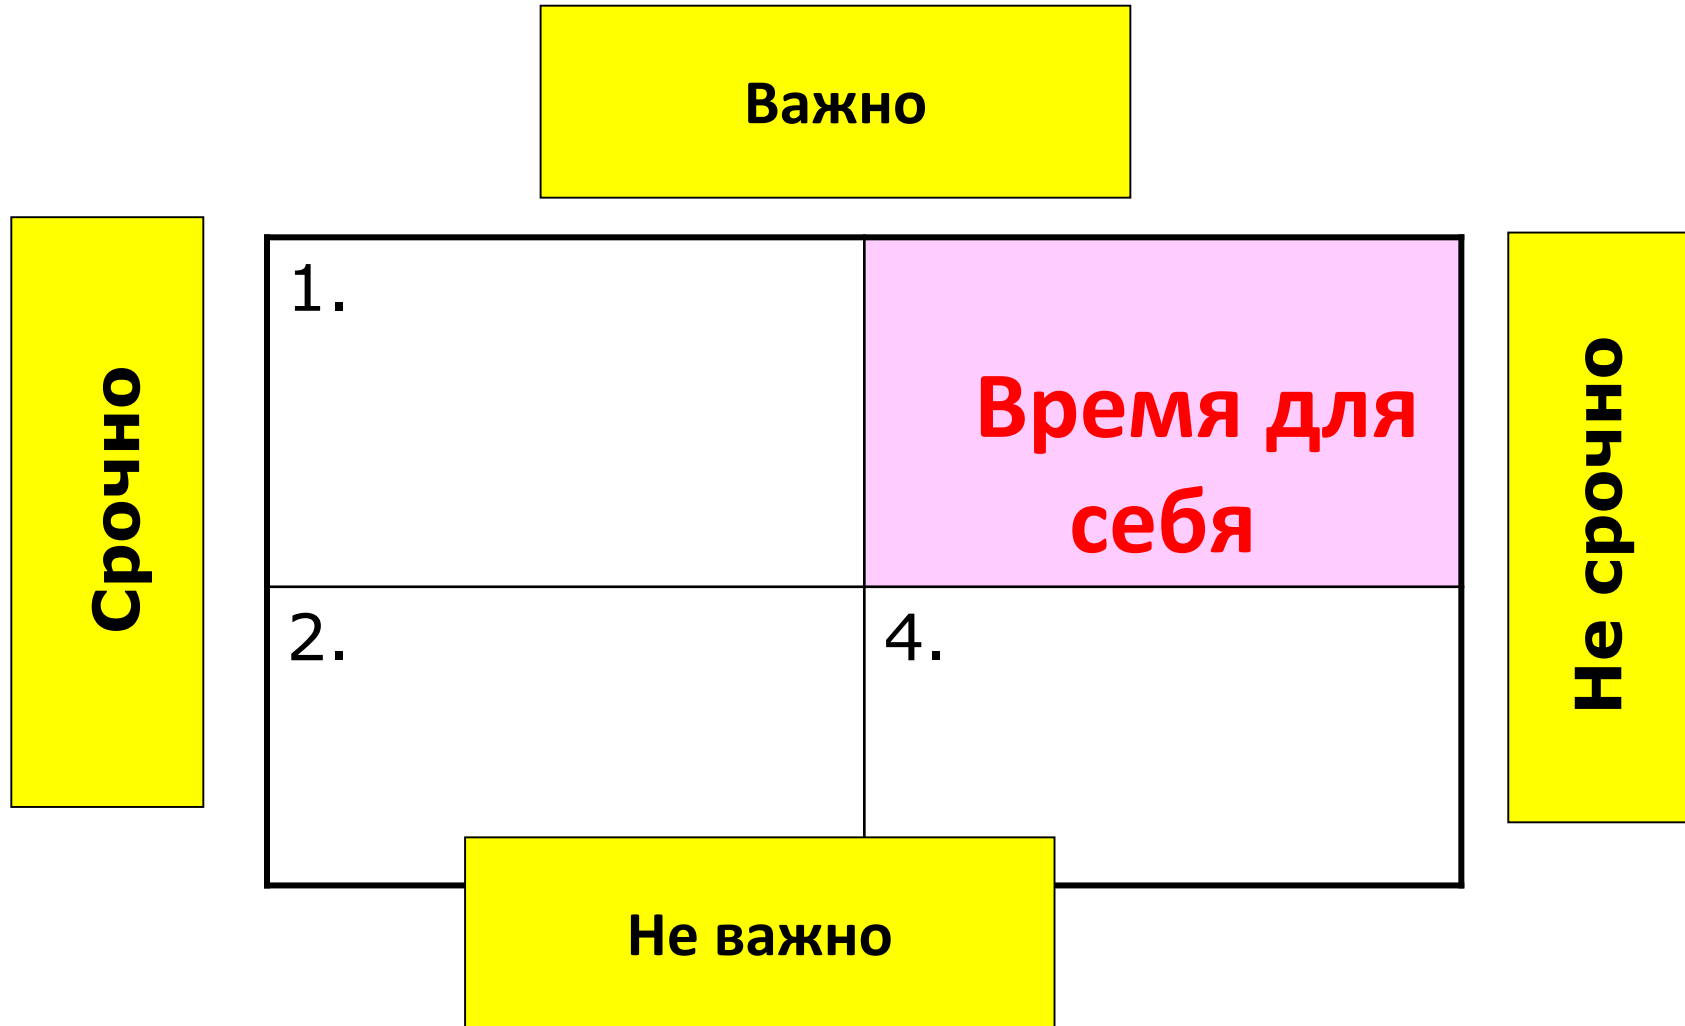 Важно
Срочно
1.
Время для
себя
Не срочно
2.
4.
Не важно